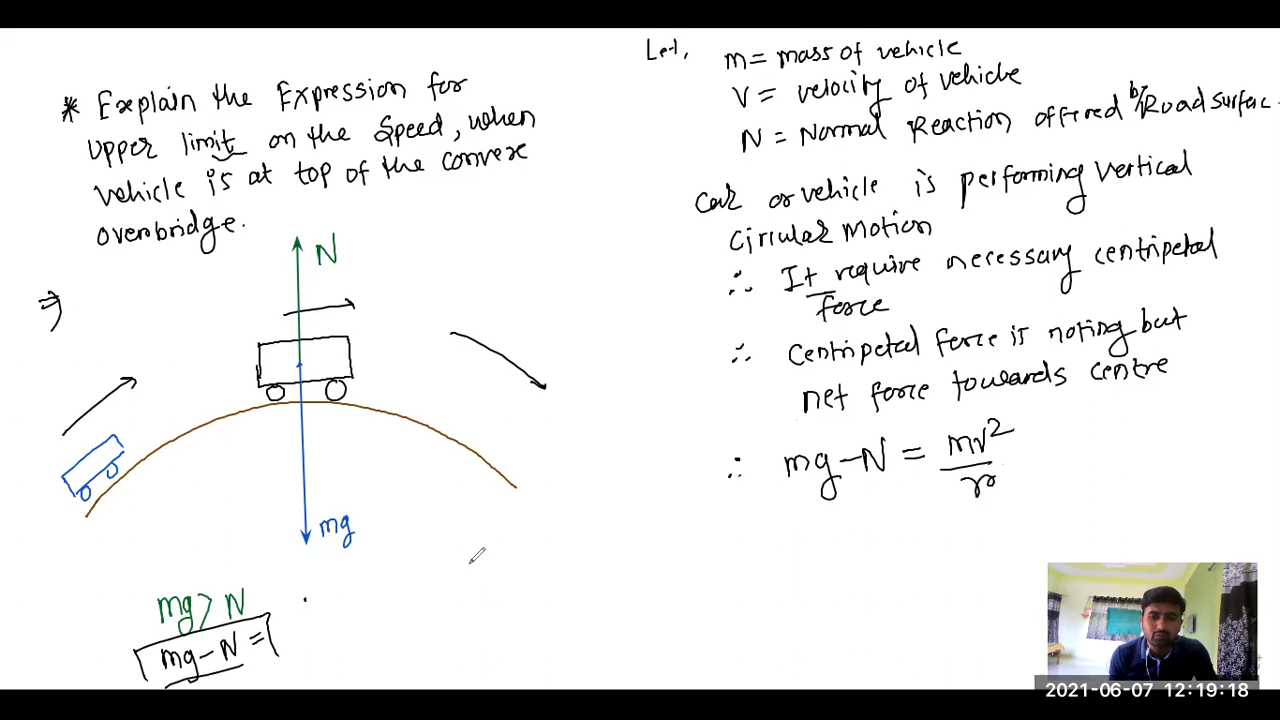 * Explain the Expression for
upper limit on the speed, when
vehicle is at top of the convex
overbridge.
⇒
N
mg
mg > N
mg - N =
Let,
m = mass of vehicle
V = velocity of vehicle
N = Normal Reaction offered by Road surfac
Car or vehicle is performing vertical
Circular Motion
∴ It require necessary centripetal
force
∴ Centripetal force is noting but
net force towards centre
∴ mg - N = mv²/r
2021-06-07 12:19:18